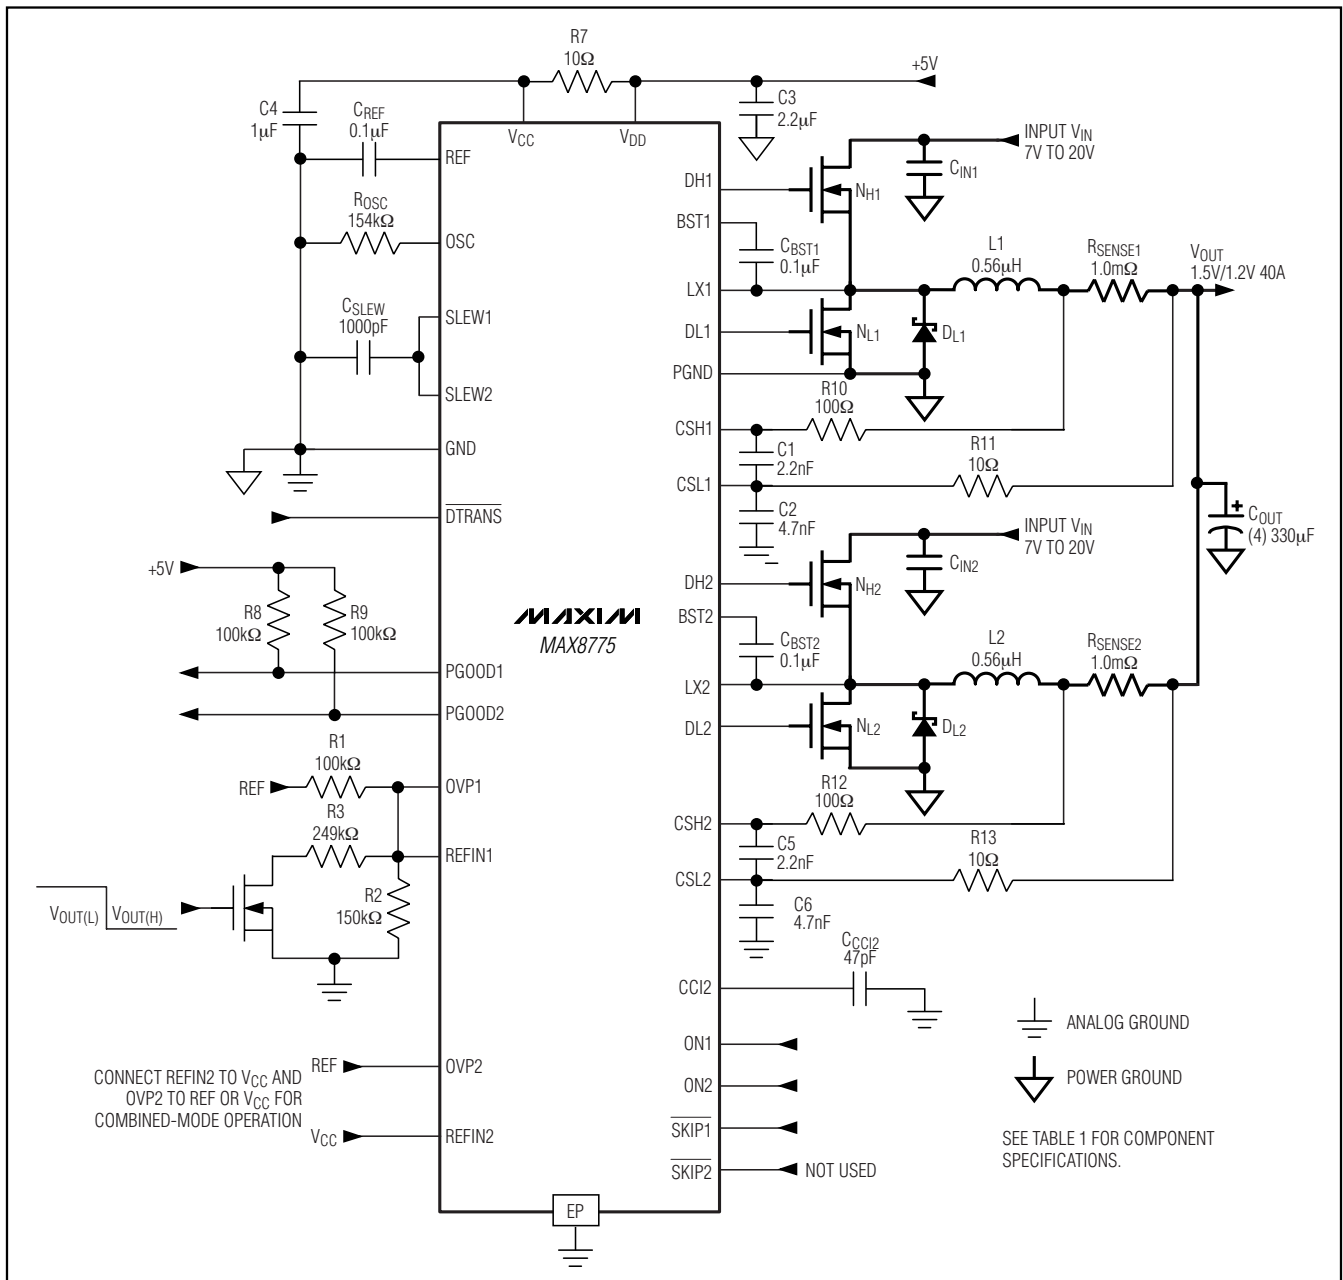 R7
10Ω
+5V
C4
1µF
CREF
0.1µF
C3
2.2µF
VCC
VDD
INPUT VIN
7V TO 20V
REF
DH1
NH1
CIN1
ROSC
154kΩ
BST1
OSC
CBST1
0.1µF
L1
0.56µH
RSENSE1
1.0mΩ
VOUT
1.5V/1.2V 40A
LX1
CSLEW
1000pF
SLEW1
DL1
NL1
DL1
PGND
SLEW2
R10
100Ω
CSH1
GND
C1
2.2nF
R11
10Ω
CSL1
DTRANS
C2
4.7nF
INPUT VIN
7V TO 20V
COUT
(4) 330µF
+5V
DH2
NH2
CIN2
R8
100kΩ
R9
100kΩ
MAXIM
MAX8775
BST2
CBST2
0.1µF
L2
0.56µH
RSENSE2
1.0mΩ
PGOOD1
LX2
PGOOD2
DL2
NL2
DL2
R1
100kΩ
REF
OVP1
R12
100Ω
R3
249kΩ
CSH2
REFIN1
C5
2.2nF
R13
10Ω
CSL2
R2
150kΩ
VOUT(L)
VOUT(H)
C6
4.7nF
CCCI2
47pF
CCI2
ANALOG GROUND
ON1
REF
OVP2
CONNECT REFIN2 TO VCC AND
OVP2 TO REF OR VCC FOR
COMBINED-MODE OPERATION
POWER GROUND
ON2
VCC
REFIN2
SKIP1
SEE TABLE 1 FOR COMPONENT
SPECIFICATIONS.
SKIP2
NOT USED
EP